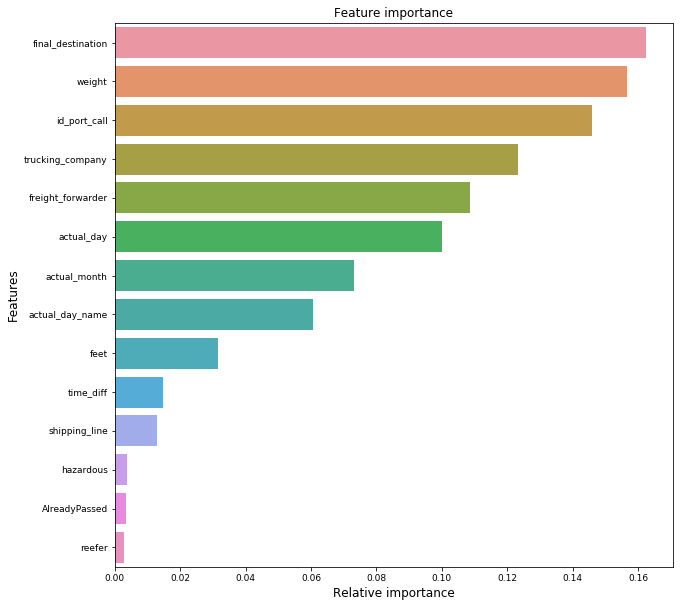 Feature importance
final_destination
weight
id_port_call
trucking_company
freight_forwarder
actual_day
actual_month
actual_day_name
feet
time_diff
shipping_line
hazardous
AlreadyPassed
reefer
Features
0.00 0.02 0.04 0.06 0.08 0.10 0.12 0.14 0.16
Relative importance